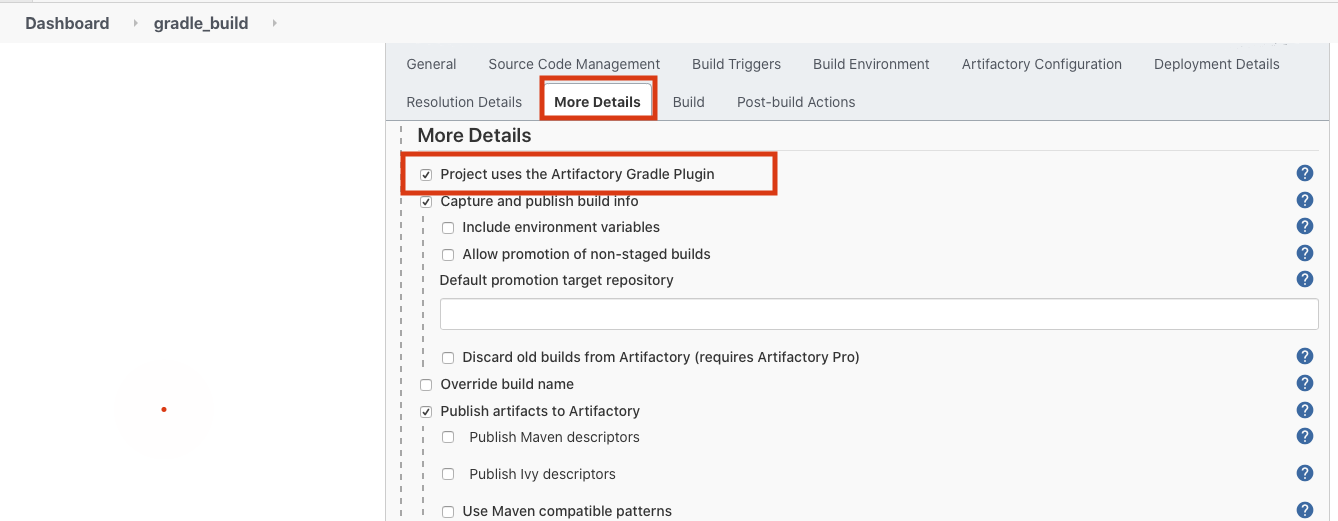 Dashboard gradle_build
General Source Code Management Build Triggers Build Environment Artifactory Configuration Deployment Details
Resolution Details More Details Build Post-build Actions
More Details
Project uses the Artifactory Gradle Plugin ?
Capture and publish build info ?
Include environment variables ?
Allow promotion of non-staged builds ?
Default promotion target repository ?
Discard old builds from Artifactory (requires Artifactory Pro) ?
Override build name ?
Publish artifacts to Artifactory ?
Publish Maven descriptors ?
Publish Ivy descriptors ?
Use Maven compatible patterns ?